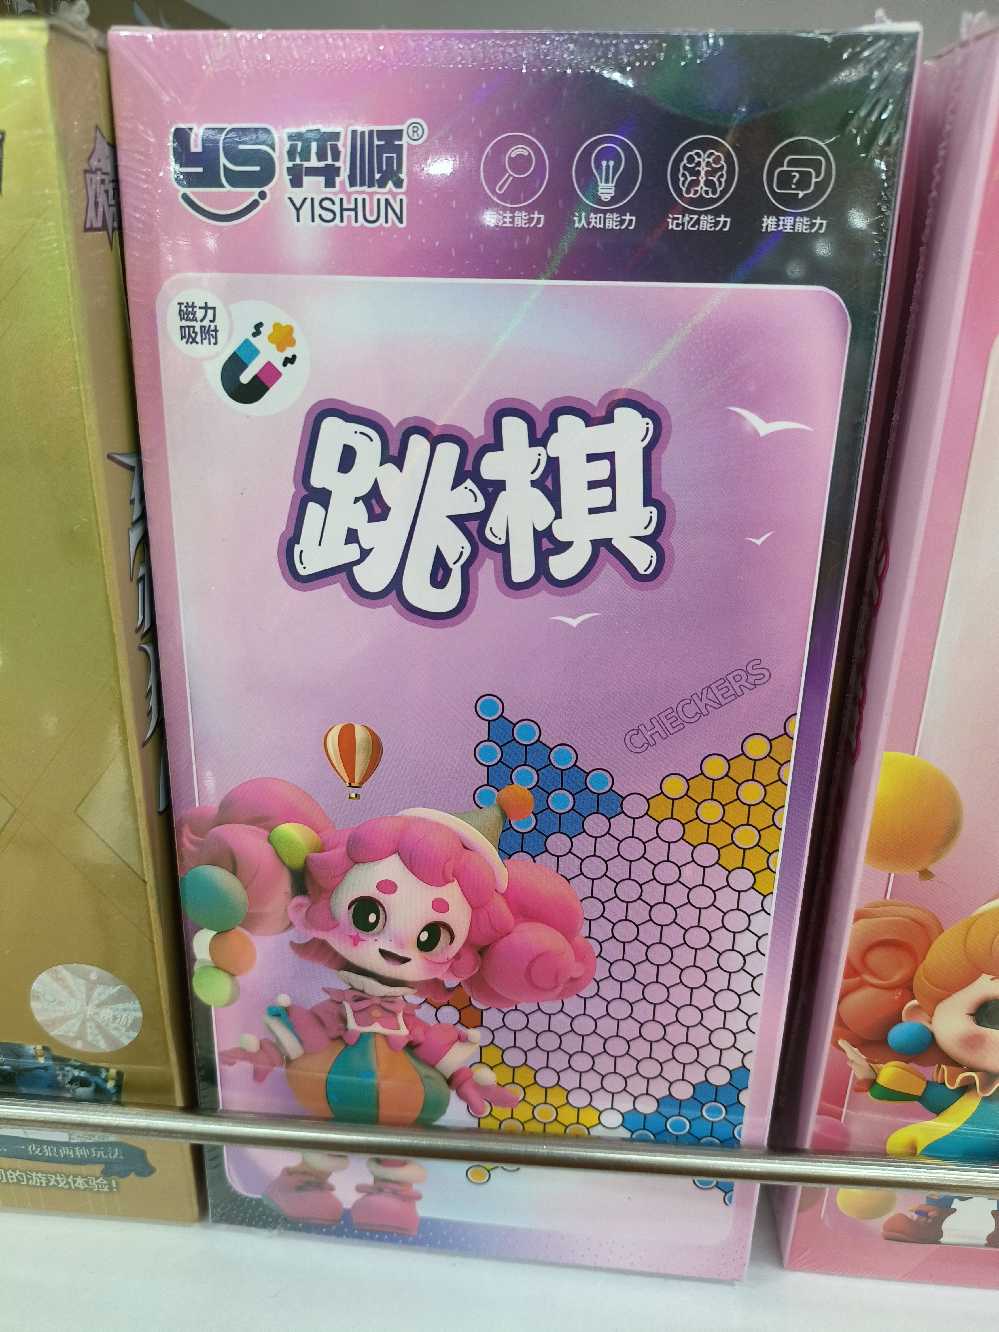 YS 弈顺®
YISHUN
专注能力
认知能力
记忆能力
推理能力
磁力
吸附
跳棋
CHECKERS
一夜狼两种玩法
的游戏体验!